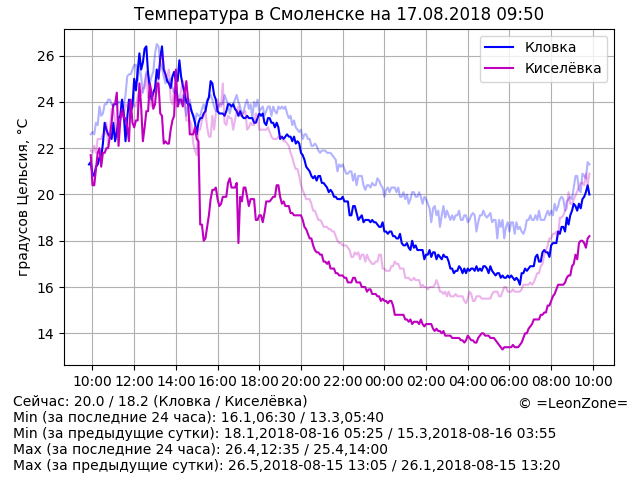 Температура в Смоленске на 17.08.2018 09:50
градусов Цельсия, °C
26
24
22
20
18
16
14
Кловка
Киселёвка
10:00 12:00 14:00 16:00 18:00 20:00 22:00 00:00 02:00 04:00 06:00 08:00 10:00
Сейчас: 20.0 / 18.2 (Кловка / Киселёвка)
© =LeonZone=
Min (за последние 24 часа): 16.1,06:30 / 13.3,05:40
Min (за предыдущие сутки): 18.1,2018-08-16 05:25 / 15.3,2018-08-16 03:55
Max (за последние 24 часа): 26.4,12:35 / 25.4,14:00
Max (за предыдущие сутки): 26.5,2018-08-15 13:05 / 26.1,2018-08-15 13:20